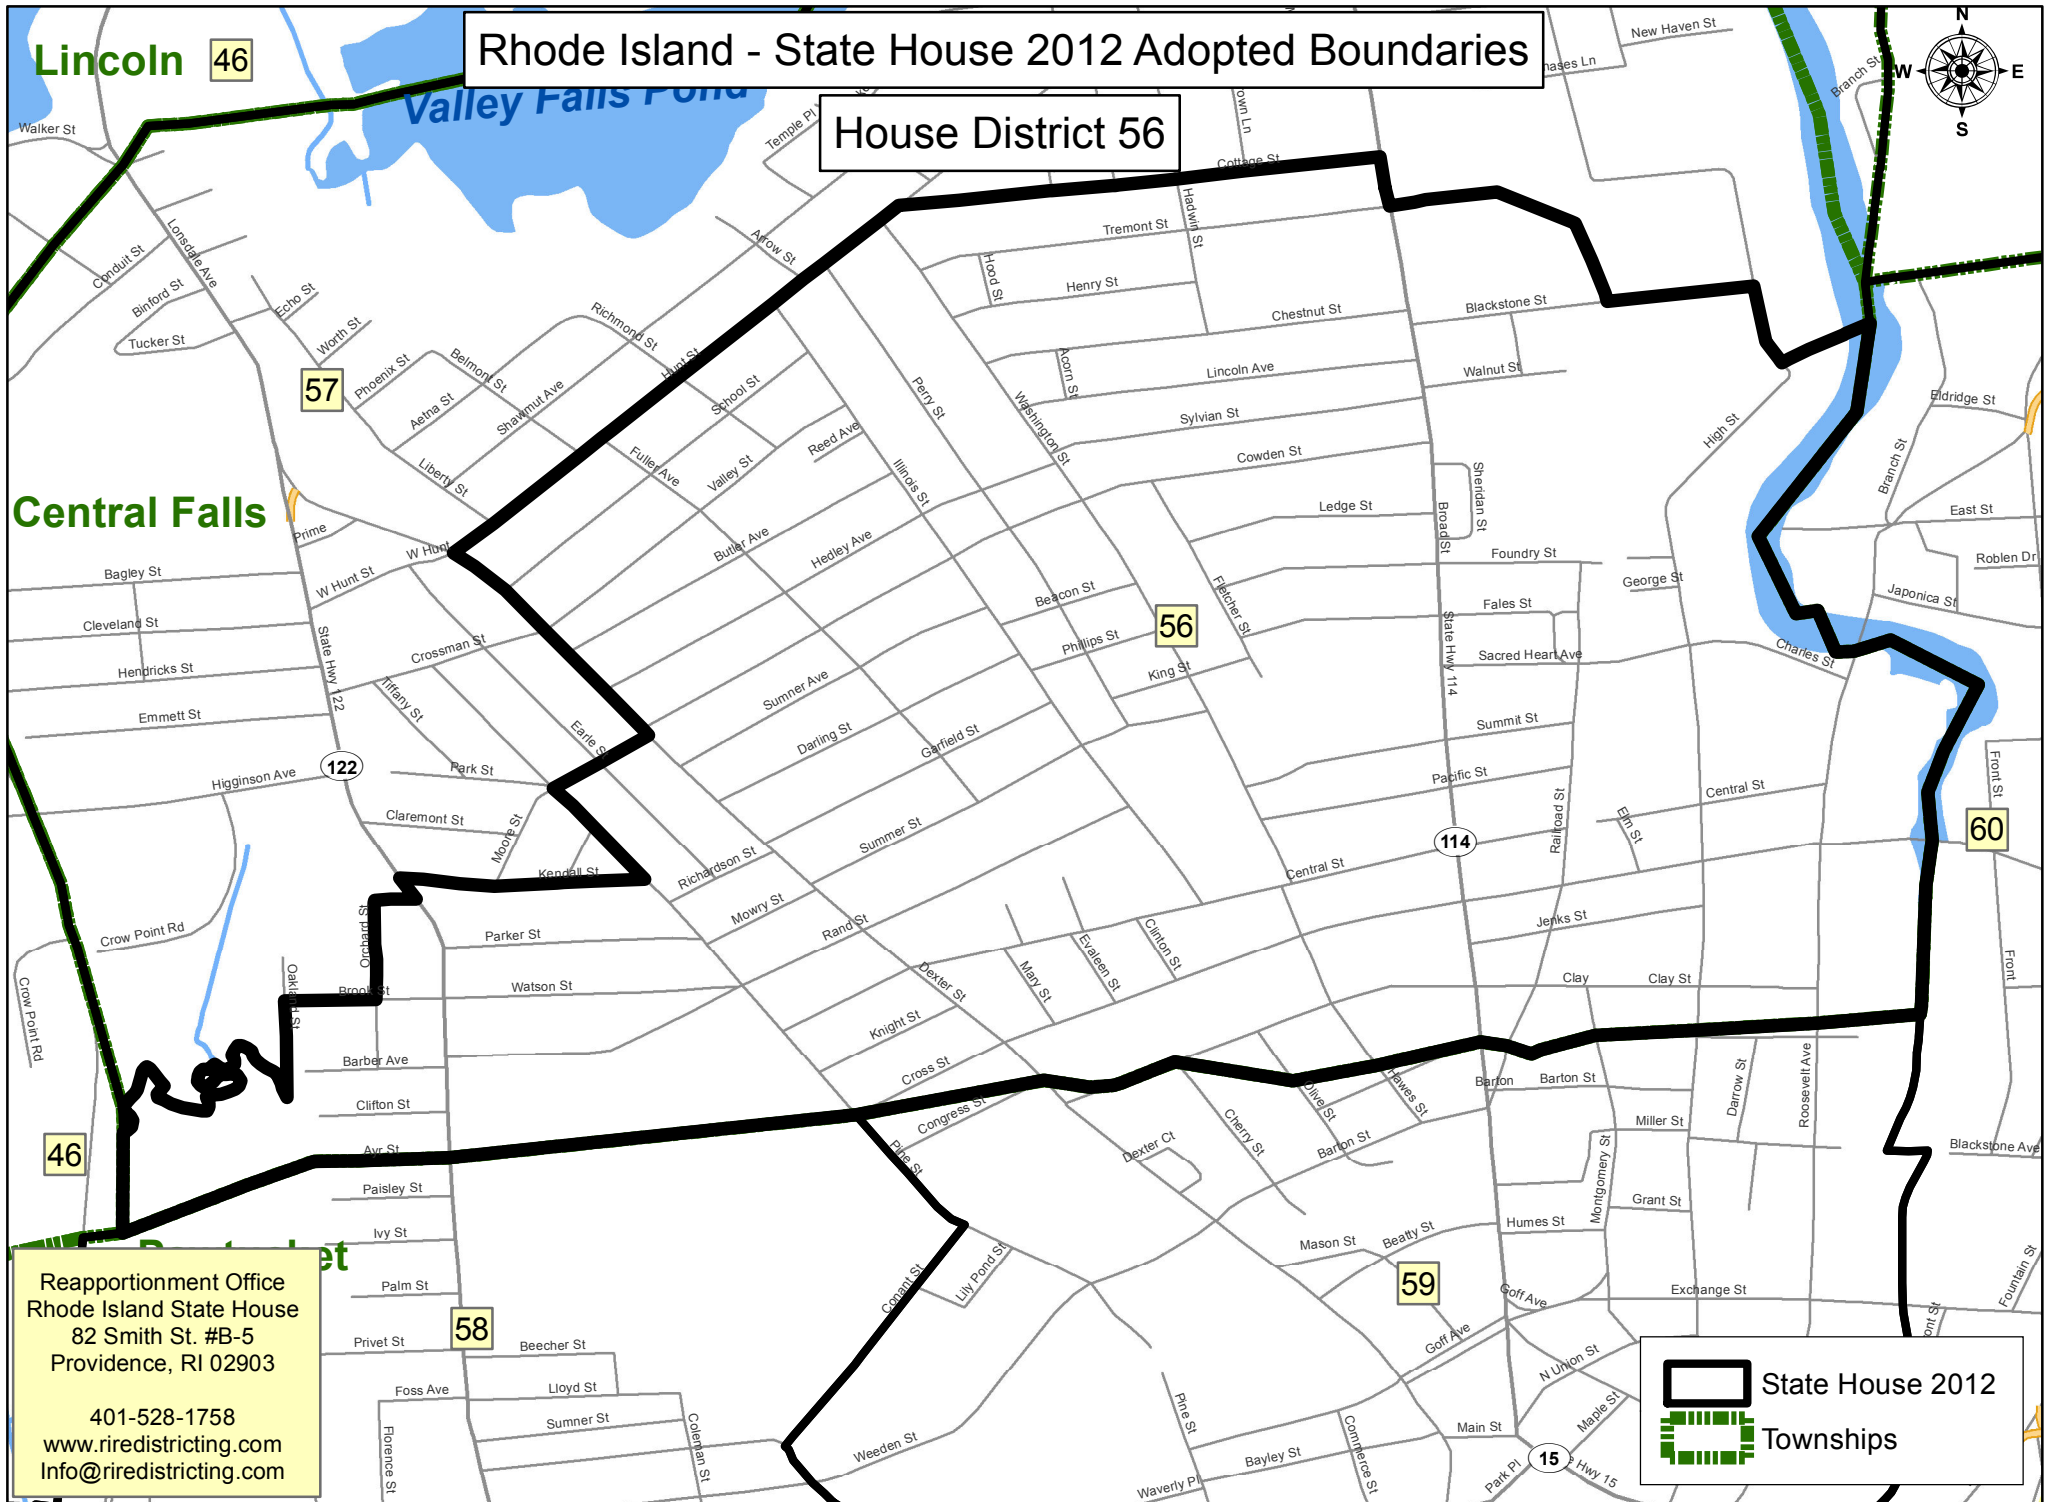 Rhode Island - State House 2012 Adopted Boundaries
House District 56
Lincoln
46
Valley Falls Pond
New Haven St
Branch St
N
W
E
S
Walker St
Temple Pl
Cottage St
Lonsdale Ave
Conduit St
Binford St
Tucker St
Echo St
Worth St
57
Phoenix St
Belmont St
Aetna St
Shawmut Ave
Richmond St
Hunt St
Arrow St
School St
Liberty St
Fuller Ave
Valley St
Reed Ave
Illinois St
Perry St
Washington St
Tremont St
Hadwin St
Hood St
Henry St
Chestnut St
Blackstone St
Acorn St
Lincoln Ave
Walnut St
Sylvian St
Cowden St
High St
Eldridge St
Branch St
Central Falls
Prime
W Hunt
W Hunt St
Bagley St
Cleveland St
Hendricks St
Emmett St
State Hwy 122
Crossman St
Tiffany St
Earle St
Butler Ave
Hedley Ave
Ledge St
Broad St
Sheridan St
Foundry St
George St
East St
Roblen Dr
Japonica St
Beacon St
Fletcher St
56
Phillips St
King St
Fales St
State Hwy 114
Sacred Heart Ave
Charles St
Sumner Ave
Darling St
Garfield St
Summit St
Pacific St
Railroad St
Central St
Elm St
Front St
60
122
Higginson Ave
Park St
Claremont St
Moore St
Kendall St
Richardson St
Summer St
114
Central St
Mowry St
Rand St
Jenks St
Crow Point Rd
Crow Point Rd
Orchard St
Oakland St
Parker St
Brook St
Watson St
Dexter St
Mary St
Evaleen St
Clinton St
Clay
Clay St
Front
Knight St
Cross St
Barber Ave
Clifton St
Ayr St
Congress St
Pine St
Hawes St
Olive St
Cherry St
Barton St
Barton
Barton St
Darrow St
Roosevelt Ave
Miller St
Blackstone Ave
46
Paisley St
Ivy St
Palm St
Privet St
58
Dexter Ct
Montgomery St
Grant St
Humes St
Beatty St
Mason St
59
Goff Ave
Goff Ave
Exchange St
Fountain St
Conant St
Lily Pond St
Beecher St
Foss Ave
Lloyd St
Sumner St
Florence St
Coleman St
Weeden St
Pine St
Waverly Pl
Bayley St
Commerce St
Main St
N Union St
Maple St
Park Pl
15
Reapportionment Office
Rhode Island State House
82 Smith St. #B-5
Providence, RI 02903
401-528-1758
www.riredistricting.com
Info@riredistricting.com
State House 2012
Townships